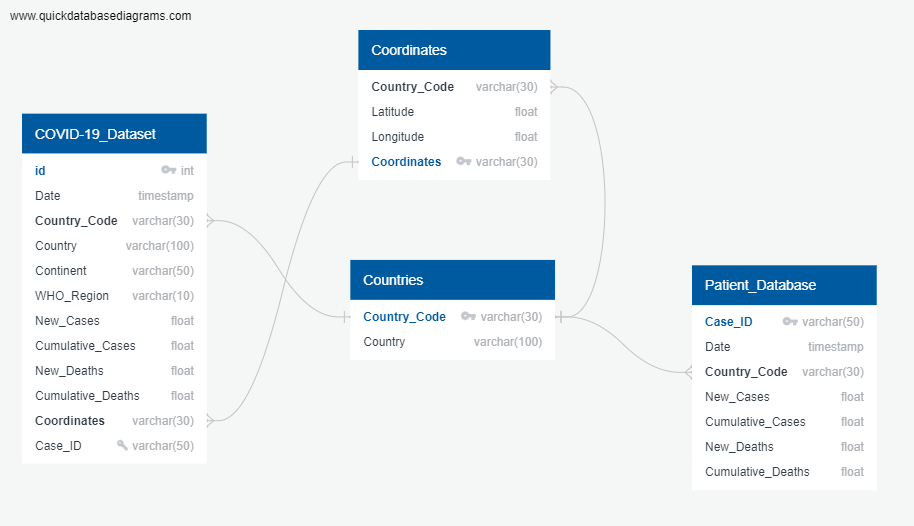 www.quickdatabasediagrams.com
Coordinates
Country_Code varchar(30)
Latitude float
Longitude float
Coordinates varchar(30)
COVID-19_Dataset
id int
Date timestamp
Country_Code varchar(30)
Country varchar(100)
Continent varchar(50)
WHO_Region varchar(10)
New_Cases float
Cumulative_Cases float
New_Deaths float
Cumulative_Deaths float
Coordinates varchar(30)
Case_ID varchar(50)
Countries
Country_Code varchar(30)
Country varchar(100)
Patient_Database
Case_ID varchar(50)
Date timestamp
Country_Code varchar(30)
New_Cases float
Cumulative_Cases float
New_Deaths float
Cumulative_Deaths float